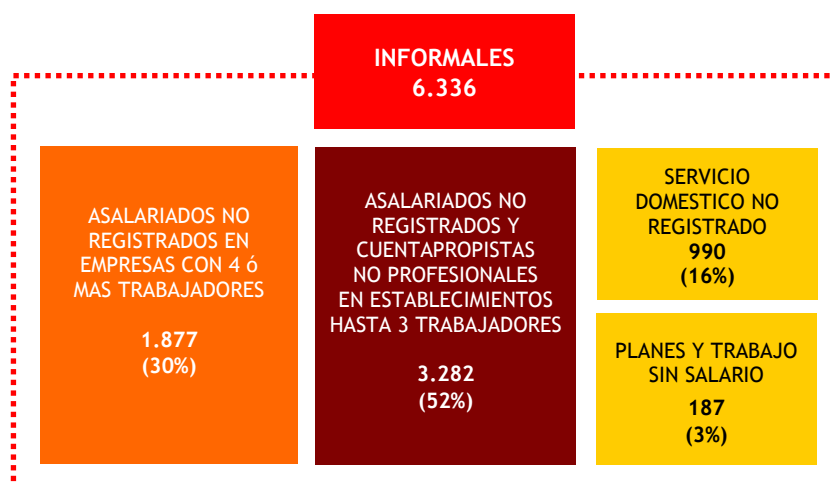 INFORMALES
6.336
ASALARIADOS NO
REGISTRADOS EN
EMPRESAS CON 4 ó
MAS TRABAJADORES
1.877
(30%)
ASALARIADOS NO
REGISTRADOS Y
CUENTAPROPISTAS
NO PROFESIONALES
EN ESTABLECIMIENTOS
HASTA 3 TRABAJADORES
3.282
(52%)
SERVICIO
DOMESTICO NO
REGISTRADO
990
(16%)
PLANES Y TRABAJO
SIN SALARIO
187
(3%)